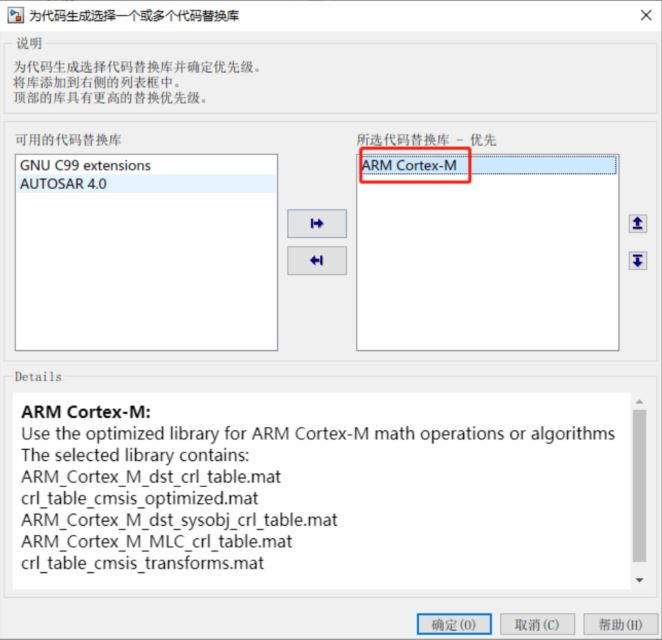 为代码生成选择一个或多个代码替换库
说明
为代码生成选择代码替换库并确定优先级。
将库添加到右侧的列表框中。
顶部的库具有更高的替换优先级。
可用的代码替换库
所选代码替换库 - 优先
GNU C99 extensions
AUTOSAR 4.0
ARM Cortex-M
Details
ARM Cortex-M:
Use the optimized library for ARM Cortex-M math operations or algorithms
The selected library contains:
ARM_Cortex_M_dst_crl_table.mat
crl_table_cmsis_optimized.mat
ARM_Cortex_M_dst_sysobj_crl_table.mat
ARM_Cortex_M_MLC_crl_table.mat
crl_table_cmsis_transforms.mat
确定(O)
取消(C)
帮助(H)